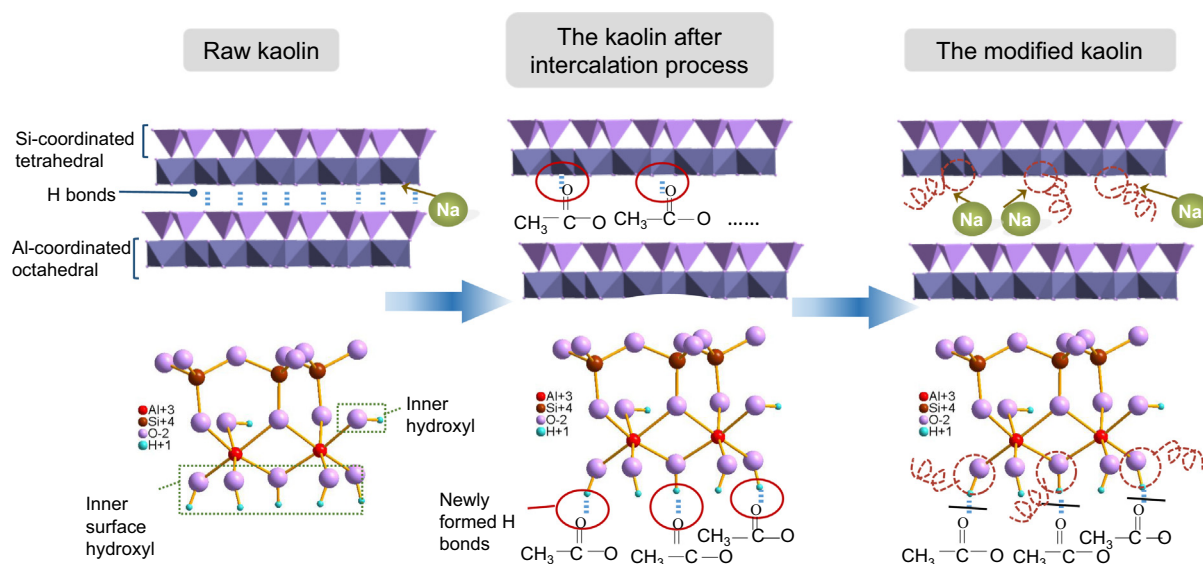 Raw kaolin
The kaolin after
intercalation process
The modified kaolin
Si-coordinated
tetrahedral
H bonds
Al-coordinated
octahedral
Na
O
CH₃—C—O
O
CH₃—C—O
......
Na
Na
Na
Al+3
Si+4
O-2
H+1
Inner
hydroxyl
Inner
surface
hydroxyl
Al+3
Si+4
O-2
H+1
Newly
formed H
bonds
O
CH₃—C—O
O
CH₃—C—O
O
CH₃—C—O
Al+3
Si+4
O-2
H+1
O
CH₃—C—O
O
CH₃—C—O
O
CH₃—C—O